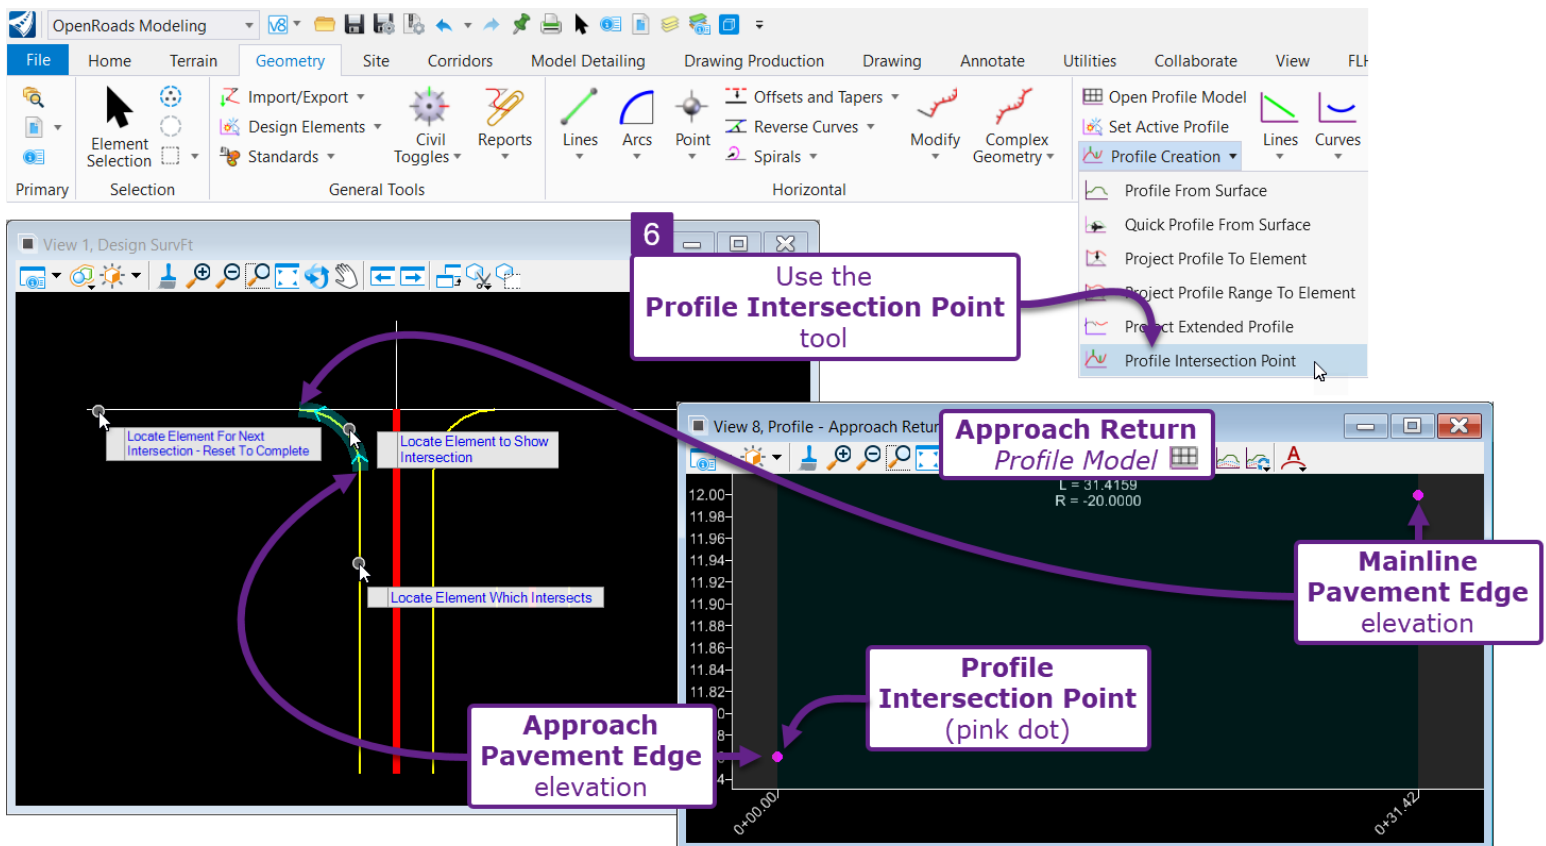 OpenRoads Modeling
File Home Terrain Geometry Site Corridors Model Detailing Drawing Production Drawing Annotate Utilities Collaborate View
Element Selection
Primary
Selection
Import/Export
Design Elements
Standards
Civil Toggles
Reports
General Tools
Lines
Arcs
Point
Offsets and Tapers
Reverse Curves
Spirals
Modify
Complex Geometry
Horizontal
Open Profile Model
Set Active Profile
Profile Creation
Lines
Curves
Profile From Surface
Quick Profile From Surface
Project Profile To Element
Project Profile Range To Element
Project Extended Profile
Profile Intersection Point
6
Use the
Profile Intersection Point
tool
View 1, Design SurvFt
Locate Element For Next
Intersection - Reset To Complete
Locate Element to Show
Intersection
Locate Element Which Intersects
View 8, Profile - Approach Retur
Approach Return
Profile Model
L = 31.4159
R = -20.0000
12.00
11.98
11.96
11.94
11.92
11.90
11.88
11.86
11.84
11.82
Mainline
Pavement Edge
elevation
Profile
Intersection Point
(pink dot)
Approach
Pavement Edge
elevation
0+00.00
0+31.42